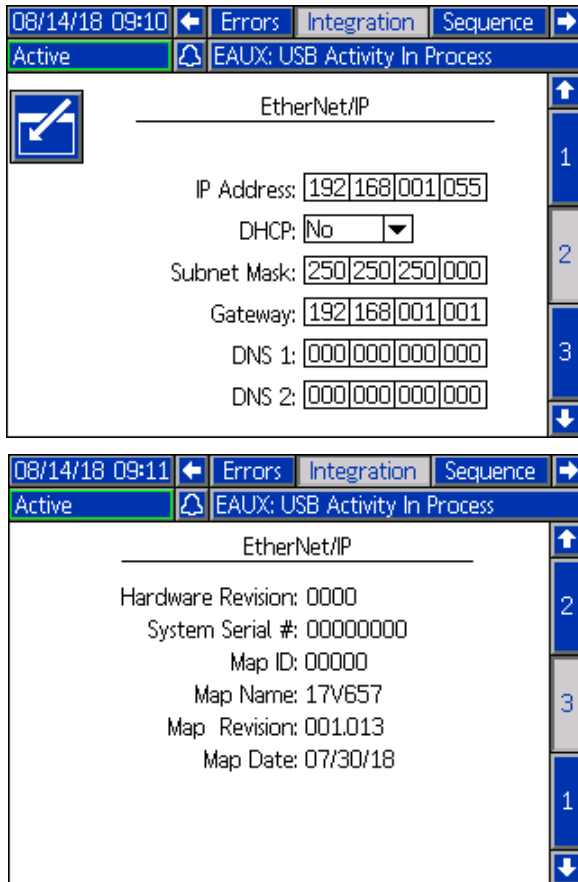 08/14/18 09:10 Errors Integration Sequence
Active EAUX: USB Activity In Process
EtherNet/IP
1
IP Address: 192 168 001 055
DHCP: No
2
Subnet Mask: 250 250 250 000
Gateway: 192 168 001 001
3
DNS 1: 000 000 000 000
DNS 2: 000 000 000 000
08/14/18 09:11 Errors Integration Sequence
Active EAUX: USB Activity In Process
EtherNet/IP
Hardware Revision: 0000
2
System Serial #: 00000000
Map ID: 00000
Map Name: 17V657
3
Map Revision: 001.013
Map Date: 07/30/18
1